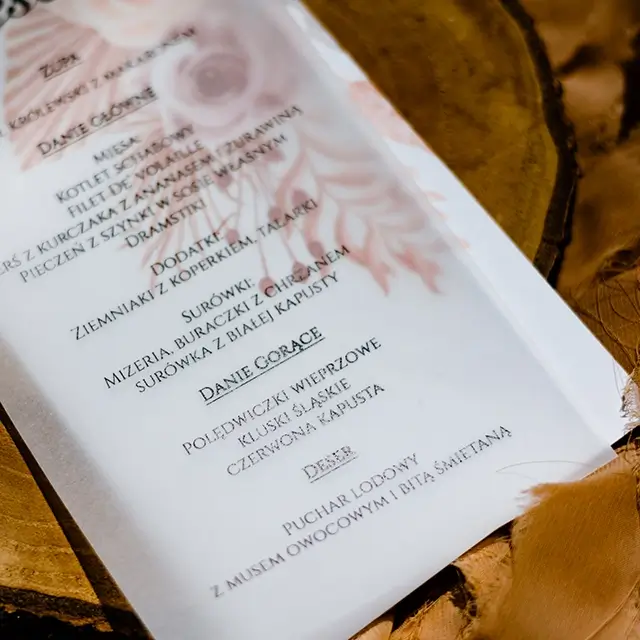 Zupa
KRÓLEWSKI Z MAKARONEM
DANIE GŁÓWNE
MIĘSA:
KOTLET SCHABOWY
FILET DE VOLAILLE
Z KURCZAKA Z ANANASEM I ŻURAWINĄ
PIECZEŃ Z SZYNKI W SOSIE WŁASNYM
DRAMSTIKI
DODATKI:
ZIEMNIAKI Z KOPERKIEM, TALARKI
SURÓWKI:
MIZERIA, BURACZKI Z CHRZANEM
SURÓWKA Z BIAŁEJ KAPUSTY
DANIE GORĄCE
POLĘDWICZKI WIEPRZOWE
KLUSKI ŚLĄSKIE
CZERWONA KAPUSTA
DESER
PUCHAR LODOWY
Z MUSEM OWOCOWYM I BITĄ ŚMIETANĄ